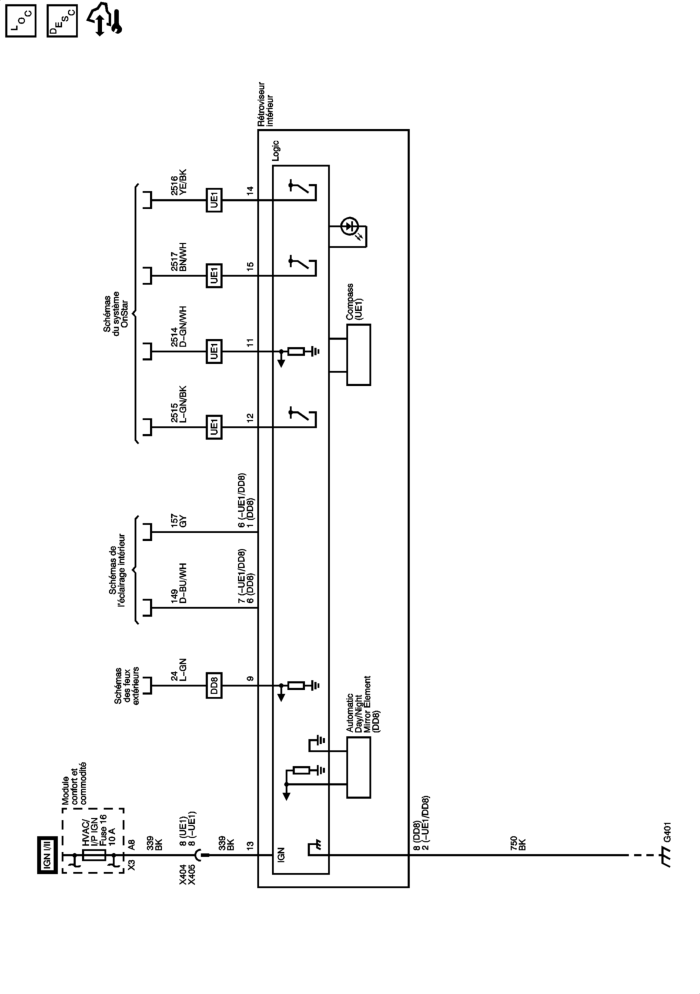 LOC
DESC
Rétroviseur
intérieur
Logic
Schémas
du système
OnStar
2516
YE/BK
UE1
14
2517
BN/WH
UE1
15
2514
D-GN/WH
UE1
11
2515
L-GN/BK
UE1
12
Compass
(UE1)
Schémas de
l'éclairage intérieur
157
GY
6 (-UE1/DD8)
1 (DD8)
149
D-BU/WH
7 (-UE1/DD8)
6 (DD8)
Schémas
des feux
extérieurs
24
L-GN
DD8
9
Automatic
Day/Night
Mirror Element
(DD8)
Module
confort et
commodité
IGN I/II
HVAC/
I/P IGN
Fuse 16
10 A
X3
A8
339
BK
X404
8 (UE1)
X405
8 (-UE1)
339
BK
13
IGN
8 (DD8)
2 (-UE1/DD8)
750
BK
G401